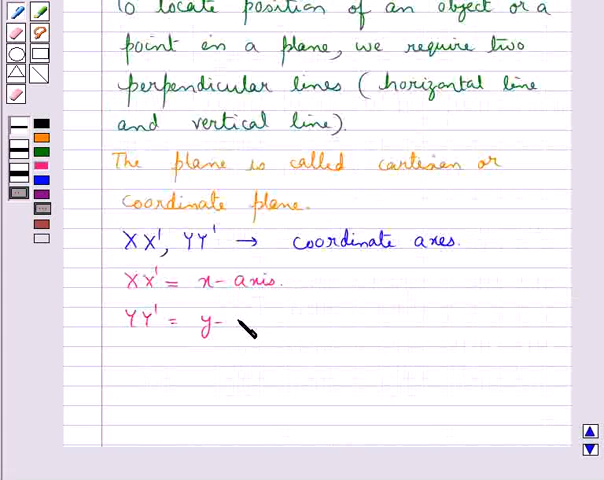 To locate position of an object or a
point in a plane, we require two
perpendicular lines (horizontal line
and vertical line).
The plane is called cartesian or
coordinate plane.
XX', YY' → coordinate axes.
XX' = x-axis.
YY' = y-